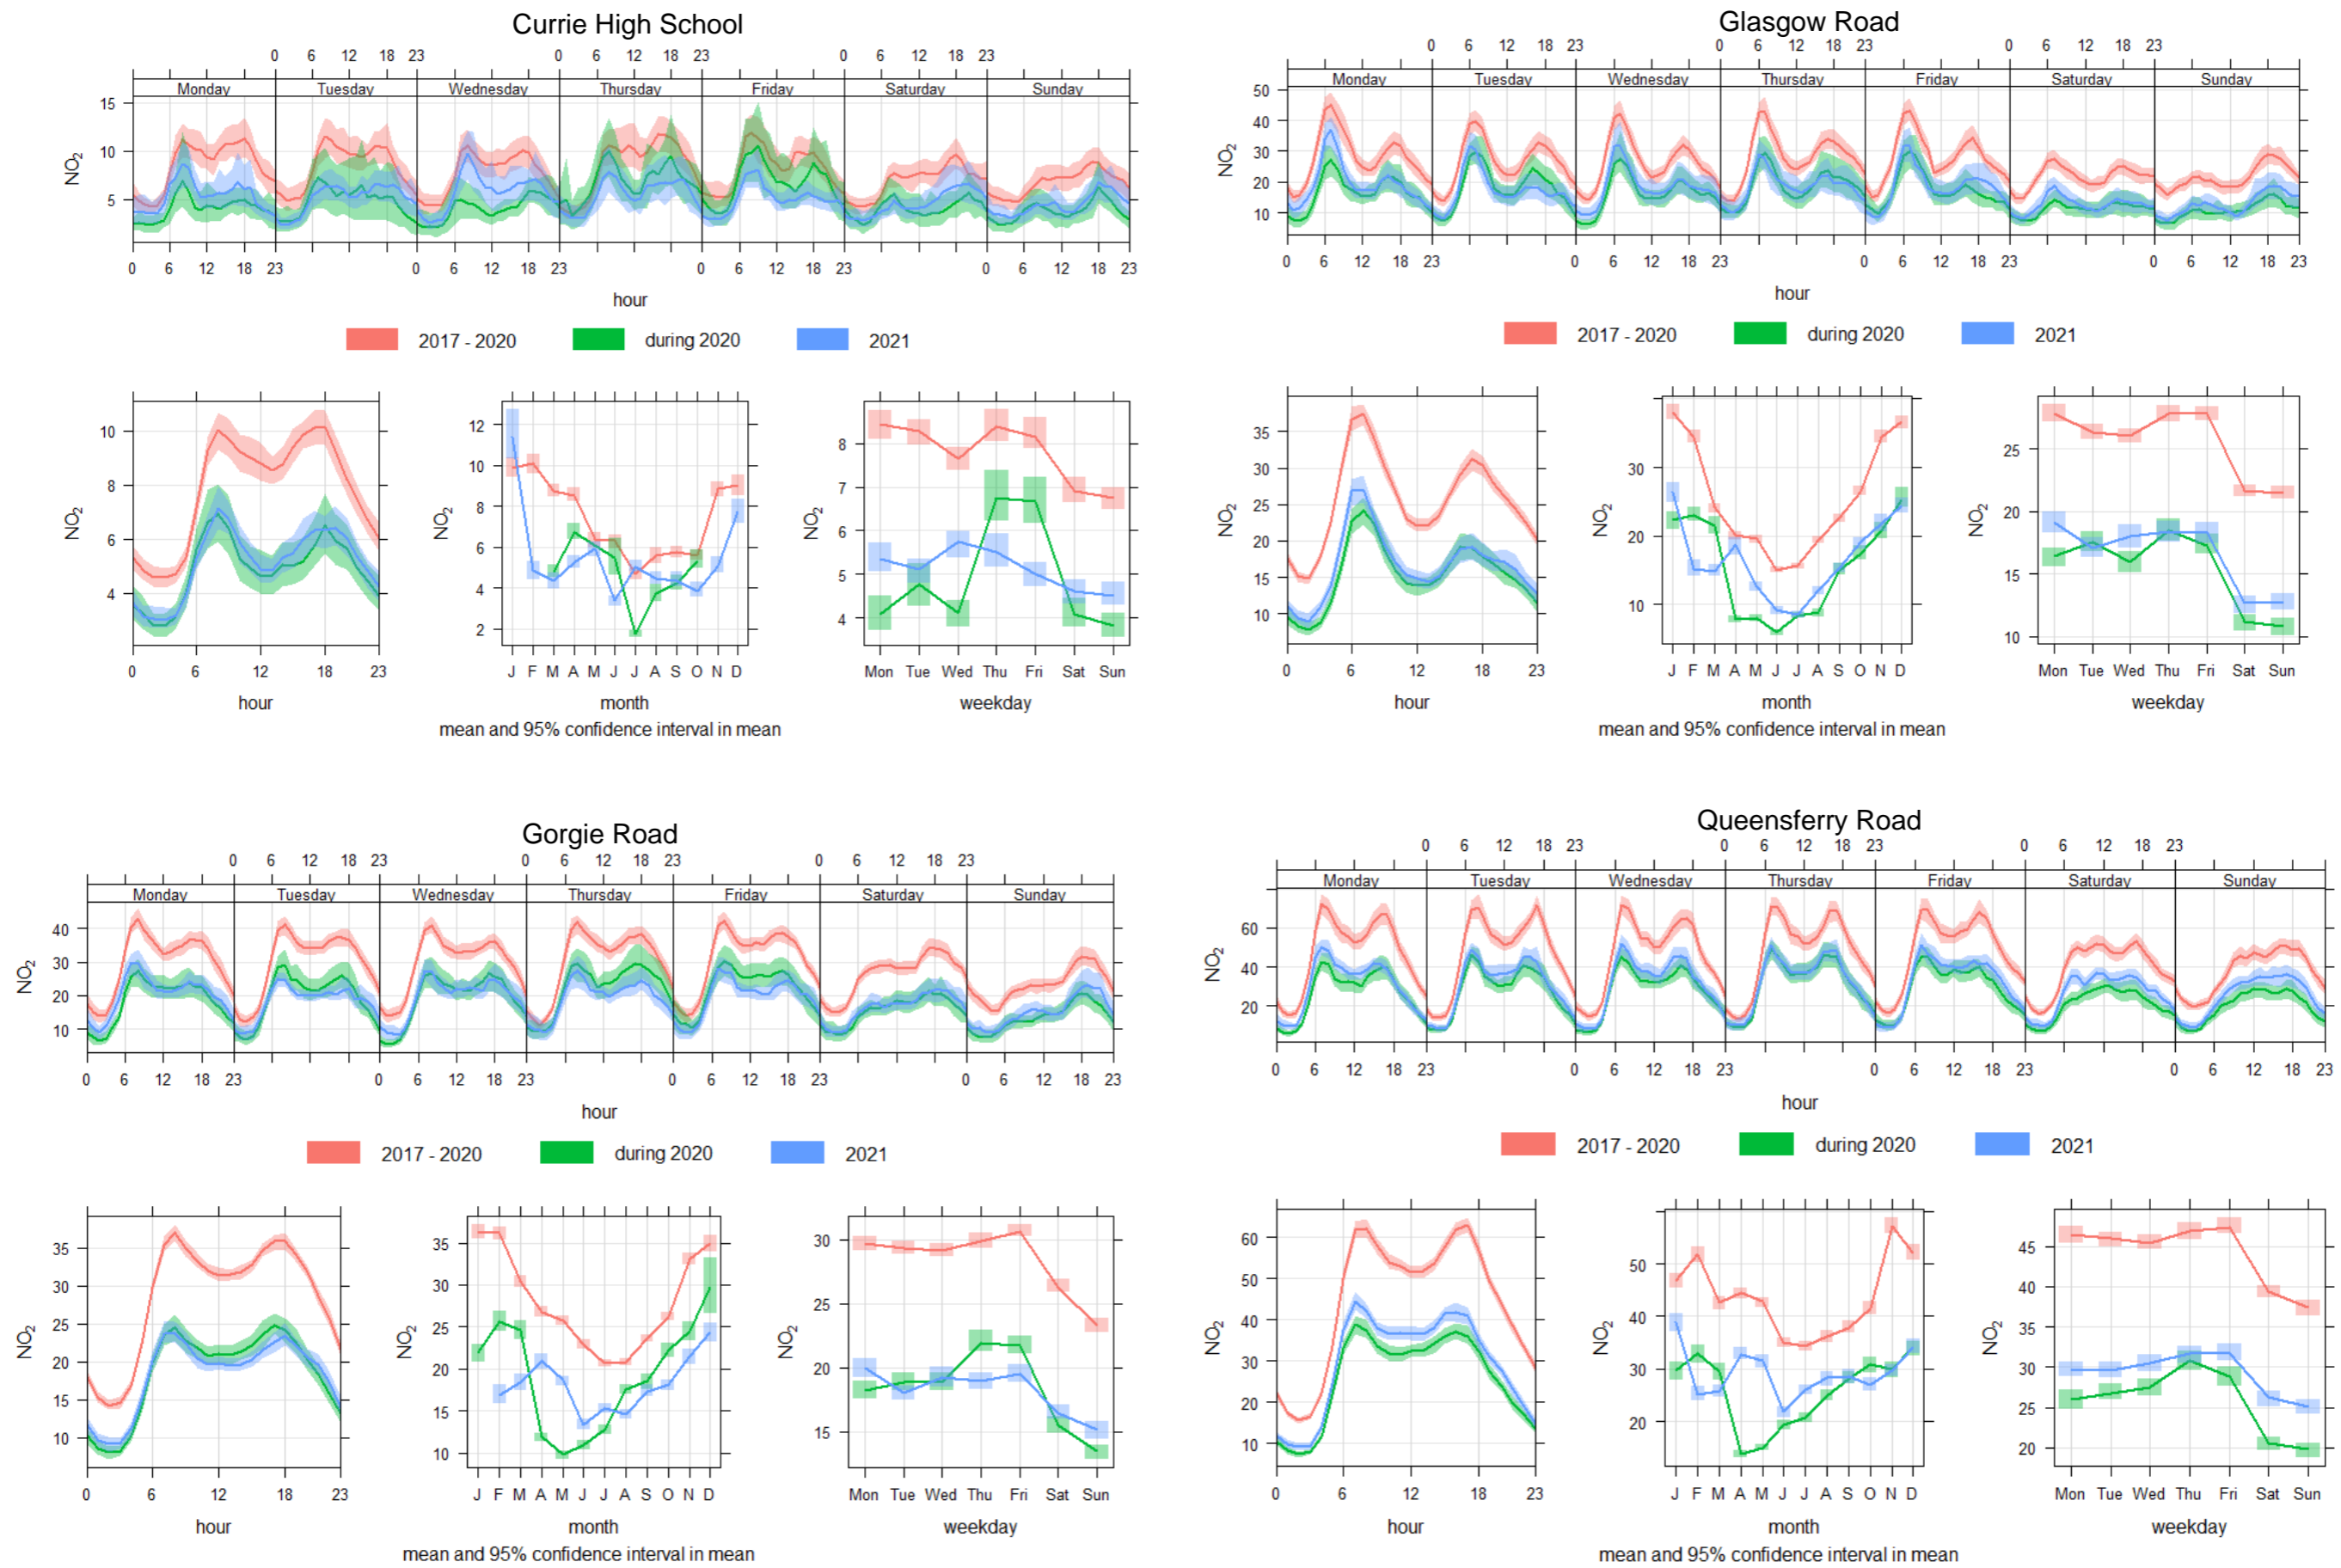 Currie High School
0 6 12 18 23 0 6 12 18 23 0 6 12 18 23
Monday Tuesday Wednesday Thursday Friday Saturday Sunday
15
10
5
NO2
0 6 12 18 23 0 6 12 18 23 0 6 12 18 23 0 6 12 18 23
hour
2017 - 2020 during 2020 2021
10
8
6
4
NO2
0 6 12 18 23
hour
12
10
8
6
4
2
NO2
J F M A M J J A S O N D
month
8
7
6
5
4
NO2
Mon Tue Wed Thu Fri Sat Sun
weekday
mean and 95% confidence interval in mean
Glasgow Road
0 6 12 18 23 0 6 12 18 23 0 6 12 18 23
Monday Tuesday Wednesday Thursday Friday Saturday Sunday
50
40
30
20
10
NO2
0 6 12 18 23 0 6 12 18 23 0 6 12 18 23 0 6 12 18 23
hour
2017 - 2020 during 2020 2021
35
30
25
20
15
10
NO2
0 6 12 18 23
hour
30
20
10
NO2
J F M A M J J A S O N D
month
25
20
15
10
NO2
Mon Tue Wed Thu Fri Sat Sun
weekday
mean and 95% confidence interval in mean
Gorgie Road
0 6 12 18 23 0 6 12 18 23 0 6 12 18 23
Monday Tuesday Wednesday Thursday Friday Saturday Sunday
40
30
20
10
NO2
0 6 12 18 23 0 6 12 18 23 0 6 12 18 23 0 6 12 18 23
hour
2017 - 2020 during 2020 2021
35
30
25
20
15
10
NO2
0 6 12 18 23
hour
35
30
25
20
15
10
NO2
J F M A M J J A S O N D
month
30
25
20
15
NO2
Mon Tue Wed Thu Fri Sat Sun
weekday
mean and 95% confidence interval in mean
Queensferry Road
0 6 12 18 23 0 6 12 18 23 0 6 12 18 23
Monday Tuesday Wednesday Thursday Friday Saturday Sunday
60
40
20
NO2
0 6 12 18 23 0 6 12 18 23 0 6 12 18 23 0 6 12 18 23
hour
2017 - 2020 during 2020 2021
60
50
40
30
20
10
NO2
0 6 12 18 23
hour
50
40
30
20
NO2
J F M A M J J A S O N D
month
45
40
35
30
25
20
NO2
Mon Tue Wed Thu Fri Sat Sun
weekday
mean and 95% confidence interval in mean